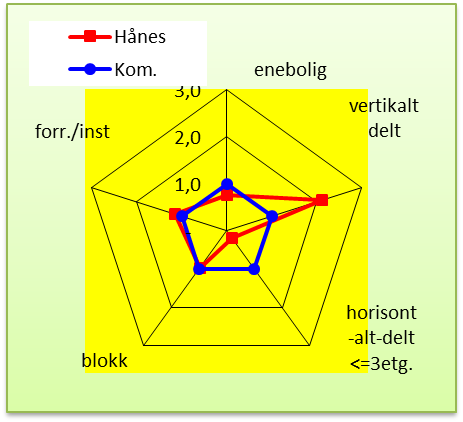 Hånes
Kom.
enebolig
3,0
vertikalt
delt
forr./inst
2,0
1,0
horisont
-alt-delt
<=3etg.
blokk